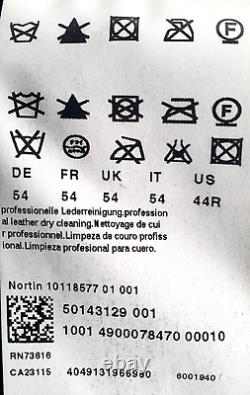 DE FR UK IT US
54 54 54 54 44R
professionelle Lederreinigung.profession
al leather dry cleaning.Nettoyage de cui
r professionnel.Limpeza de couro profiss
ional.Limpieza profesional para cuero.
Nortin 10118577 01 001
50143129 001
1001 4900078470 00010
RN73616
CA23115 4049131955980 6001940
ebay